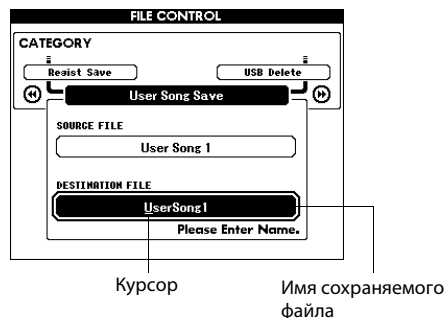 FILE CONTROL
CATEGORY
Regist Save
USB Delete
User Song Save
SOURCE FILE
User Song 1
DESTINATION FILE
UserSong1
Please Enter Name.
Курсор
Имя сохраняемого
файла